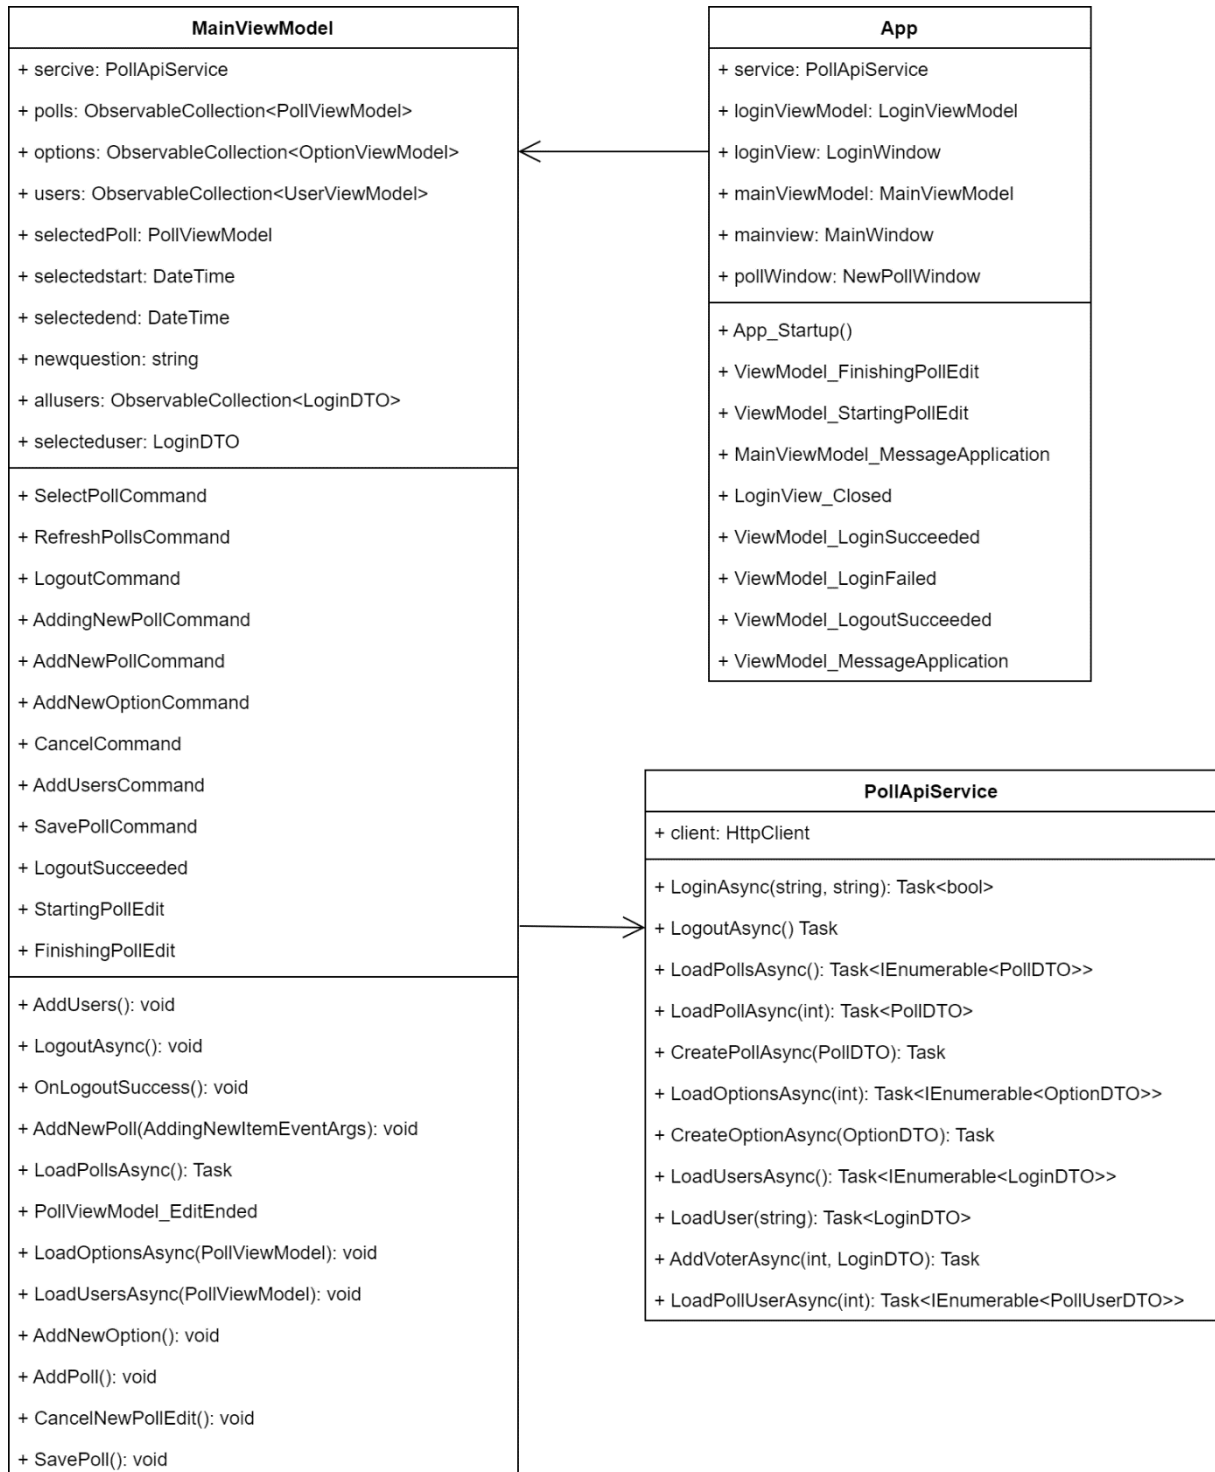 MainViewModel
+ sercive: PollApiService
+ polls: ObservableCollection<PollViewModel>
+ options: ObservableCollection<OptionViewModel>
+ users: ObservableCollection<UserViewModel>
+ selectedPoll: PollViewModel
+ selectedstart: DateTime
+ selectedend: DateTime
+ newquestion: string
+ allusers: ObservableCollection<LoginDTO>
+ selecteduser: LoginDTO
+ SelectPollCommand
+ RefreshPollsCommand
+ LogoutCommand
+ AddingNewPollCommand
+ AddNewPollCommand
+ AddNewOptionCommand
+ CancelCommand
+ AddUsersCommand
+ SavePollCommand
+ LogoutSucceeded
+ StartingPollEdit
+ FinishingPollEdit
+ AddUsers(): void
+ LogoutAsync(): void
+ OnLogoutSuccess(): void
+ AddNewPoll(AddingNewItemEventArgs): void
+ LoadPollsAsync(): Task
+ PollViewModel_EditEnded
+ LoadOptionsAsync(PollViewModel): void
+ LoadUsersAsync(PollViewModel): void
+ AddNewOption(): void
+ AddPoll(): void
+ CancelNewPollEdit(): void
+ SavePoll(): void
App
+ service: PollApiService
+ loginViewModel: LoginViewModel
+ loginView: LoginWindow
+ mainViewModel: MainViewModel
+ mainview: MainWindow
+ pollWindow: NewPollWindow
+ App_Startup()
+ ViewModel_FinishingPollEdit
+ ViewModel_StartingPollEdit
+ MainViewModel_MessageApplication
+ LoginView_Closed
+ ViewModel_LoginSucceeded
+ ViewModel_LoginFailed
+ ViewModel_LogoutSucceeded
+ ViewModel_MessageApplication
PollApiService
+ client: HttpClient
+ LoginAsync(string, string): Task<bool>
+ LogoutAsync() Task
+ LoadPollsAsync(): Task<IEnumerable<PollDTO>>
+ LoadPollAsync(int): Task<PollDTO>
+ CreatePollAsync(PollDTO): Task
+ LoadOptionsAsync(int): Task<IEnumerable<OptionDTO>>
+ CreateOptionAsync(OptionDTO): Task
+ LoadUsersAsync(): Task<IEnumerable<LoginDTO>>
+ LoadUser(string): Task<LoginDTO>
+ AddVoterAsync(int, LoginDTO): Task
+ LoadPollUserAsync(int): Task<IEnumerable<PollUserDTO>>